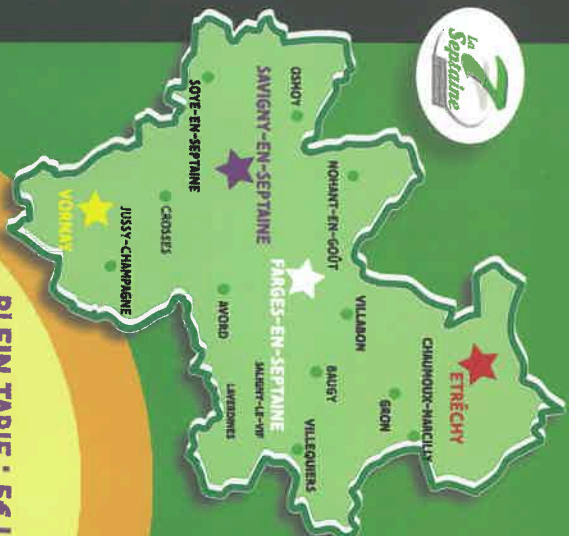 La
Septaine
ETRÉCHY
CHAUMOUX-MARCILLY
GRON
VILLABON
BAUGY
VILLEQUIERS
NOHANT-EN-GOÛT
FARGES-EN-SEPTAINE
SALIGNY-LE-VIF
LAVERDINES
OSMOY
SAVIGNY-EN-SEPTAINE
AVORD
SOYE-EN-SEPTAINE
CROSSES
JUSSY-CHAMPAGNE
VORNAY
PLEIN TARIF : 5€